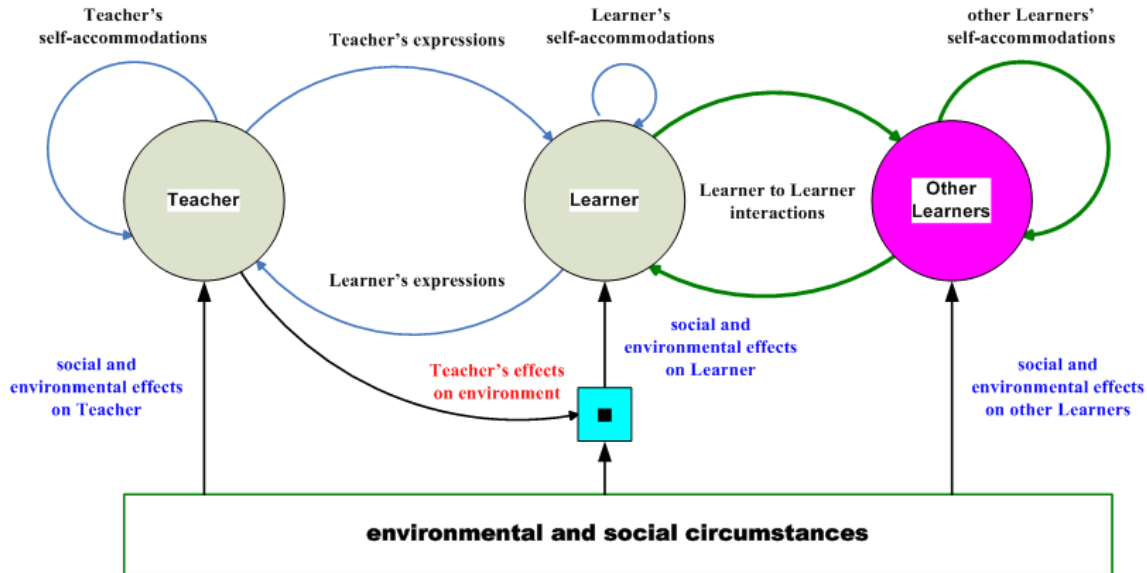 Teacher's
self-accommodations
Teacher's expressions
Learner's
self-accommodations
other Learners'
self-accommodations
Teacher
Learner
Other
Learners
Learner to Learner
interactions
Learner's expressions
social and
environmental effects
on Teacher
Teacher's effects
on environment
social and
environmental effects
on Learner
social and
environmental effects
on other Learners
environmental and social circumstances